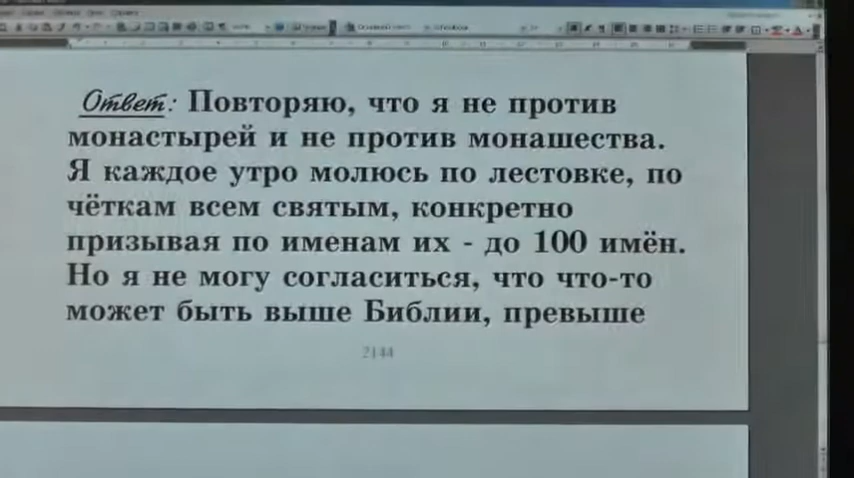 Ответ: Повторяю, что я не против
монастырей и не против монашества.
Я каждое утро молюсь по лестовке, по
чёткам всем святым, конкретно
призывая по именам их - до 100 имён.
Но я не могу согласиться, что что-то
может быть выше Библии, превыше
2144